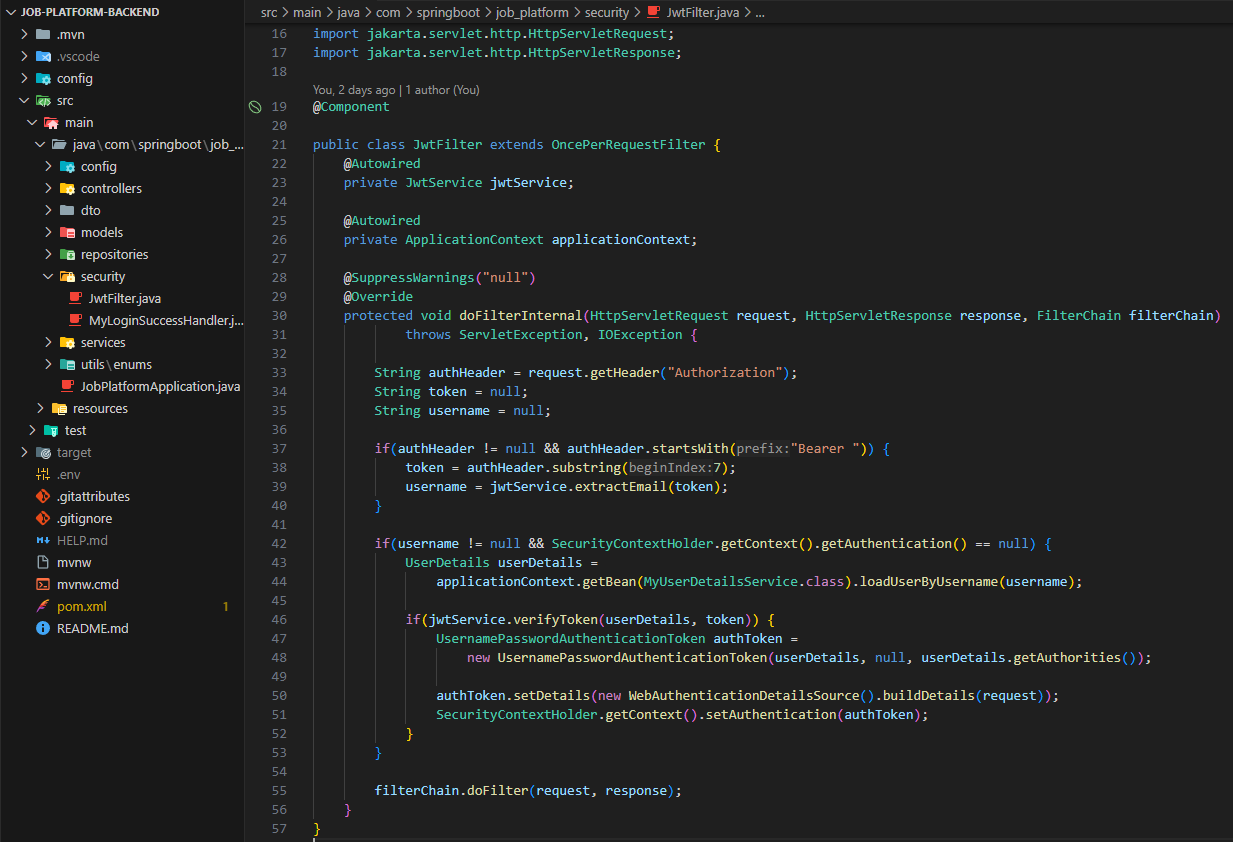 JOB-PLATFORM-BACKEND
.mvn
.vscode
config
src
main
java\com\springboot\job_...
config
controllers
dto
models
repositories
security
JwtFilter.java
MyLoginSuccessHandler.j...
services
utils\enums
JobPlatformApplication.java
resources
test
target
.env
.gitattributes
.gitignore
HELP.md
mvnw
mvnw.cmd
pom.xml 1
README.md
src > main > java > com > springboot > job_platform > security > JwtFilter.java > ...
16 import jakarta.servlet.http.HttpServletRequest;
17 import jakarta.servlet.http.HttpServletResponse;
18
You, 2 days ago | 1 author (You)
19 @Component
20
21 public class JwtFilter extends OncePerRequestFilter {
22     @Autowired
23     private JwtService jwtService;
24
25     @Autowired
26     private ApplicationContext applicationContext;
27
28     @SuppressWarnings("null")
29     @Override
30     protected void doFilterInternal(HttpServletRequest request, HttpServletResponse response, FilterChain filterChain)
31             throws ServletException, IOException {
32
33         String authHeader = request.getHeader("Authorization");
34         String token = null;
35         String username = null;
36
37         if(authHeader != null && authHeader.startsWith(prefix:"Bearer ")) {
38             token = authHeader.substring(beginIndex:7);
39             username = jwtService.extractEmail(token);
40         }
41
42         if(username != null && SecurityContextHolder.getContext().getAuthentication() == null) {
43             UserDetails userDetails =
44                 applicationContext.getBean(MyUserDetailsService.class).loadUserByUsername(username);
45
46             if(jwtService.verifyToken(userDetails, token)) {
47                 UsernamePasswordAuthenticationToken authToken =
48                     new UsernamePasswordAuthenticationToken(userDetails, null, userDetails.getAuthorities());
49
50                 authToken.setDetails(new WebAuthenticationDetailsSource().buildDetails(request));
51                 SecurityContextHolder.getContext().setAuthentication(authToken);
52             }
53         }
54
55         filterChain.doFilter(request, response);
56     }
57 }